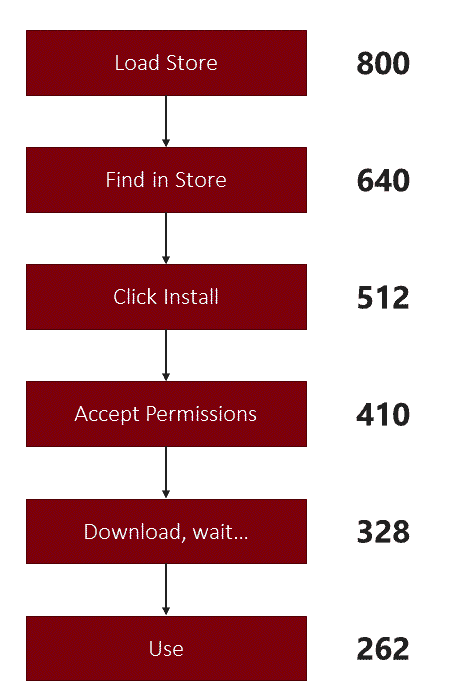 Load Store 800
Find in Store 640
Click Install 512
Accept Permissions 410
Download, wait... 328
Use 262